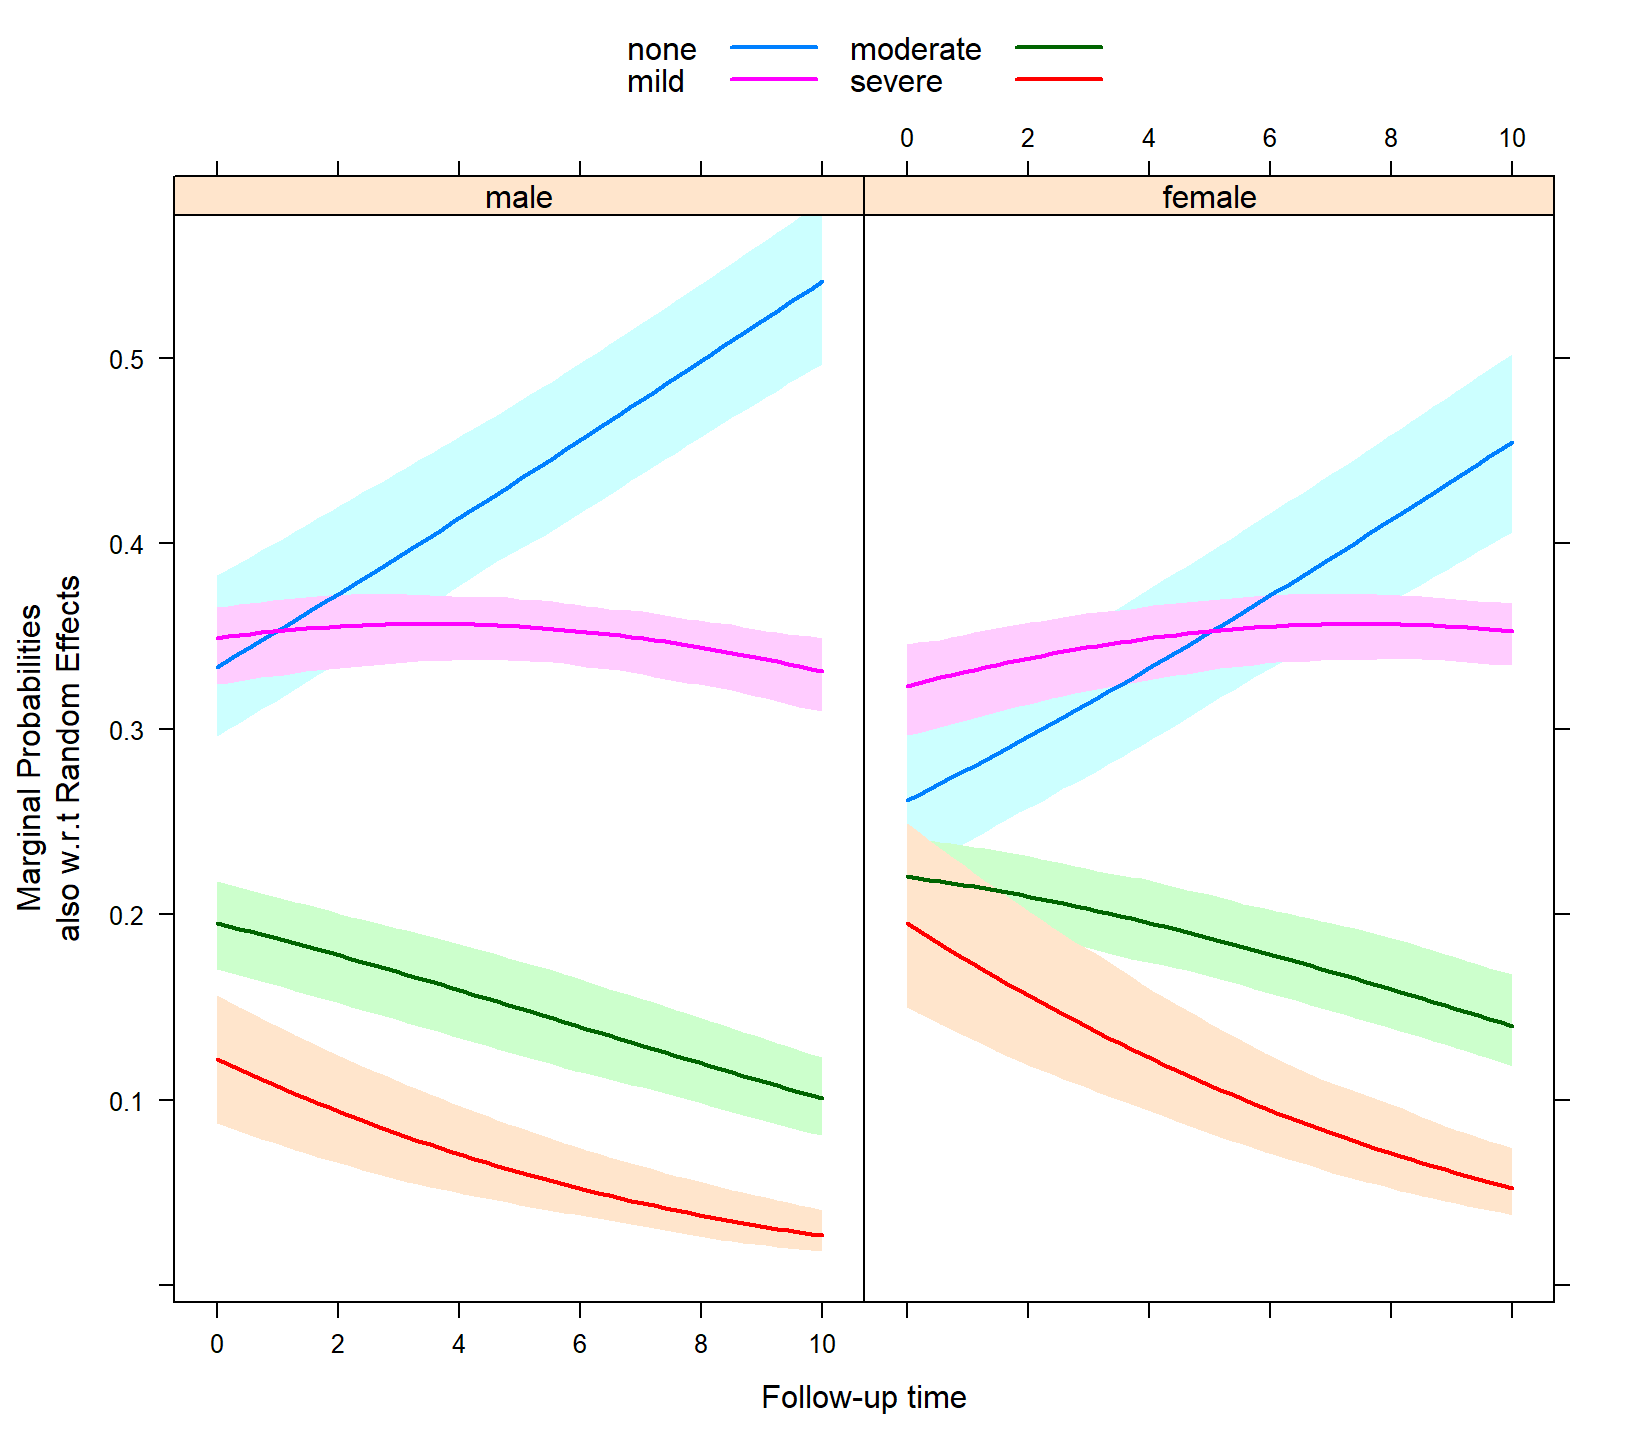 none moderate
mild severe
0 2 4 6 8 10
male female
0.5
0.4
0.3
0.2
0.1
Marginal Probabilities
also w.r.t Random Effects
0 2 4 6 8 10
Follow-up time